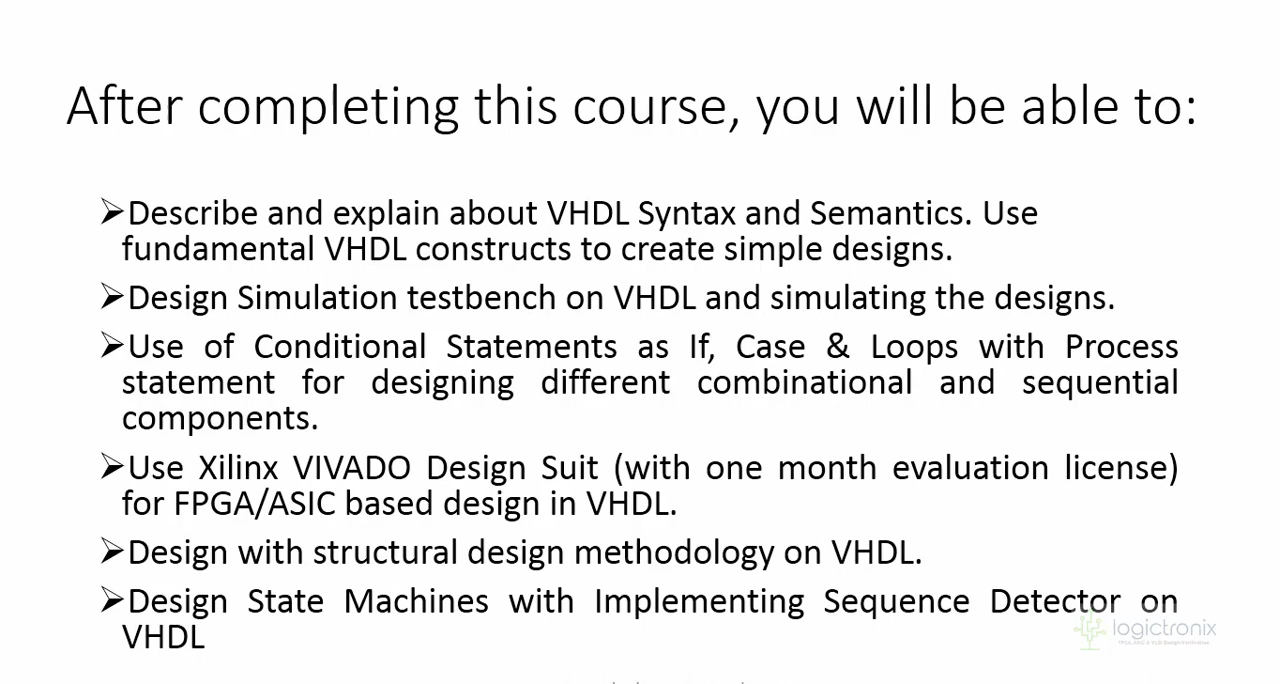 After completing this course, you will be able to:
➢Describe and explain about VHDL Syntax and Semantics. Use
fundamental VHDL constructs to create simple designs.
➢Design Simulation testbench on VHDL and simulating the designs.
➢Use of Conditional Statements as If, Case & Loops with Process
statement for designing different combinational and sequential
components.
➢Use Xilinx VIVADO Design Suit (with one month evaluation license)
for FPGA/ASIC based design in VHDL.
➢Design with structural design methodology on VHDL.
➢Design State Machines with Implementing Sequence Detector on
VHDL
logictronix